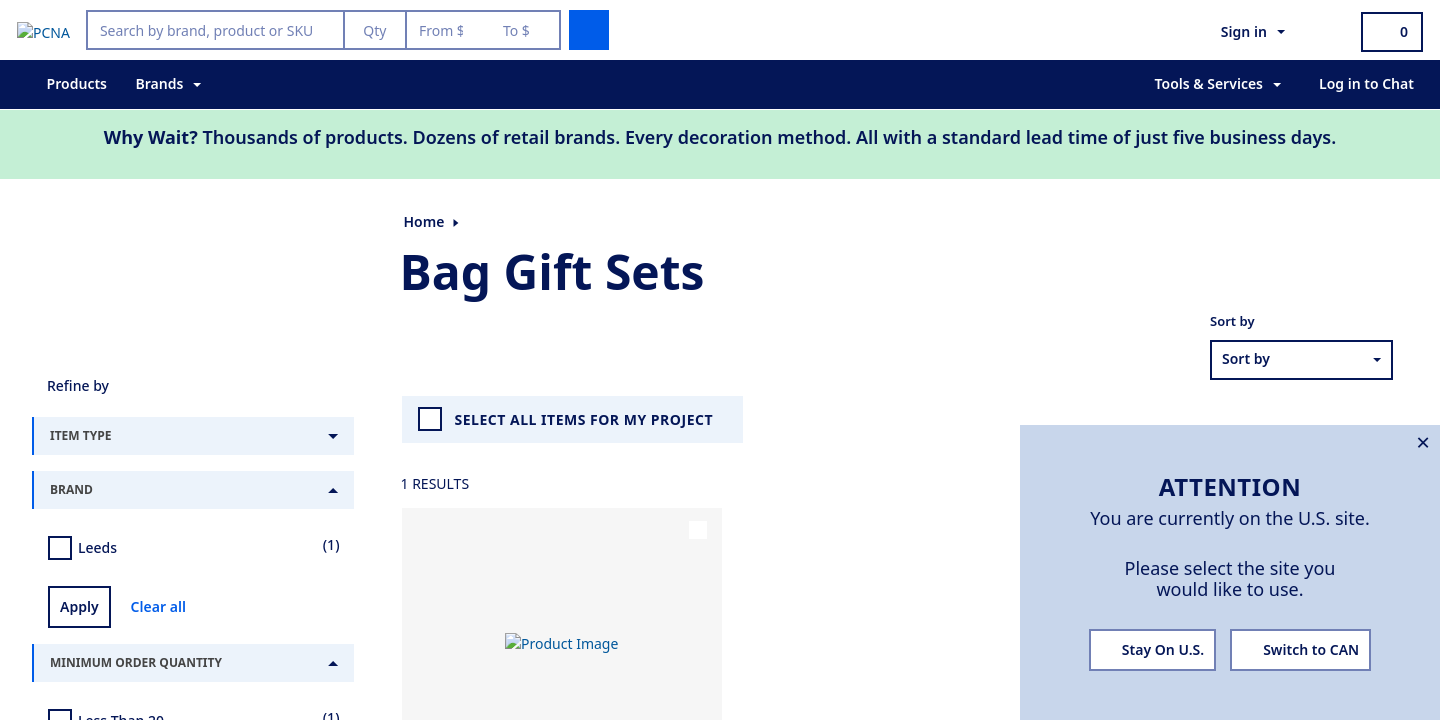 PCNA
Search by brand, product or SKU
Qty
From $
To $
Sign in
0
Products
Brands
Tools & Services
Log in to Chat
Why Wait? Thousands of products. Dozens of retail brands. Every decoration method. All with a standard lead time of just five business days.
Home
Bag Gift Sets
Sort by
Sort by
Refine by
ITEM TYPE
BRAND
Leeds
(1)
Apply
Clear all
MINIMUM ORDER QUANTITY
Less Than 20
(1)
SELECT ALL ITEMS FOR MY PROJECT
1 RESULTS
Product Image
✕
ATTENTION
You are currently on the U.S. site.
Please select the site you
would like to use.
Stay On U.S.
Switch to CAN